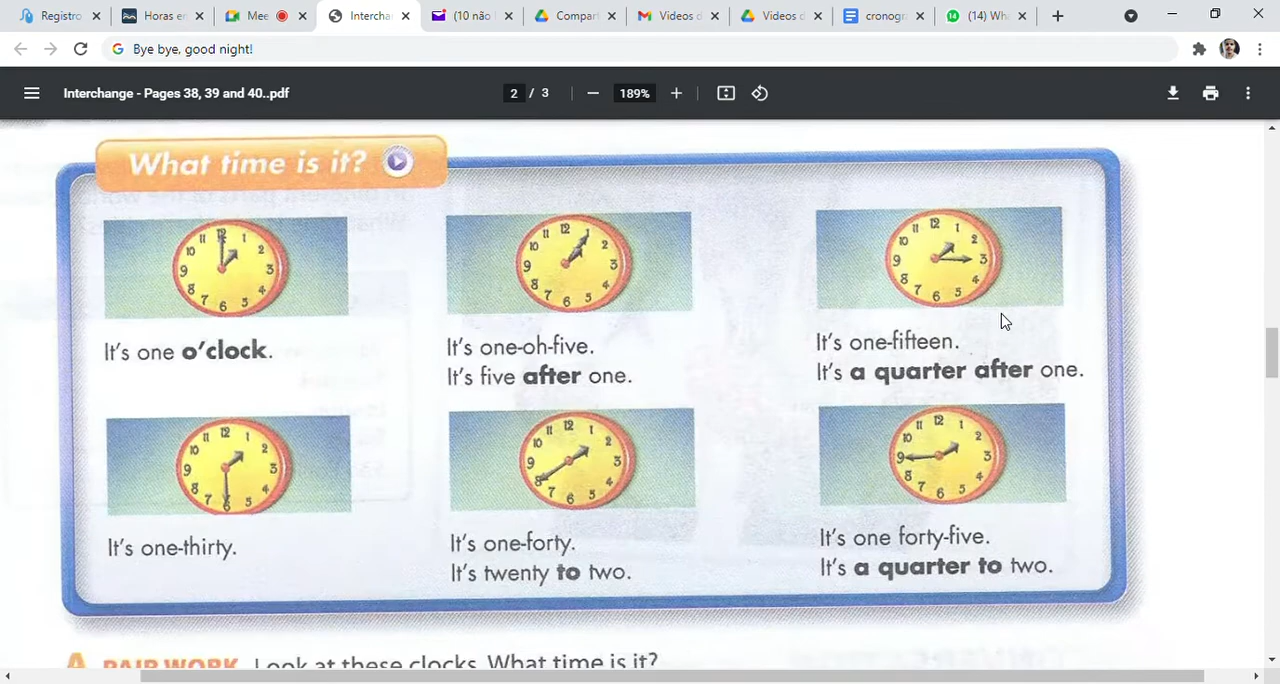 Registro
Horas e
Mee
Intercha
(10 não
Compar
Videos d
Videos d
cronogr
(14) Wh
Bye bye, good night!
Interchange - Pages 38, 39 and 40..pdf
2 / 3
189%
What time is it?
It's one o'clock.
It's one-oh-five.
It's five after one.
It's one-fifteen.
It's a quarter after one.
It's one-thirty.
It's one-forty.
It's twenty to two.
It's one forty-five.
It's a quarter to two.
A PAIR WORK Look at these clocks. What time is it?